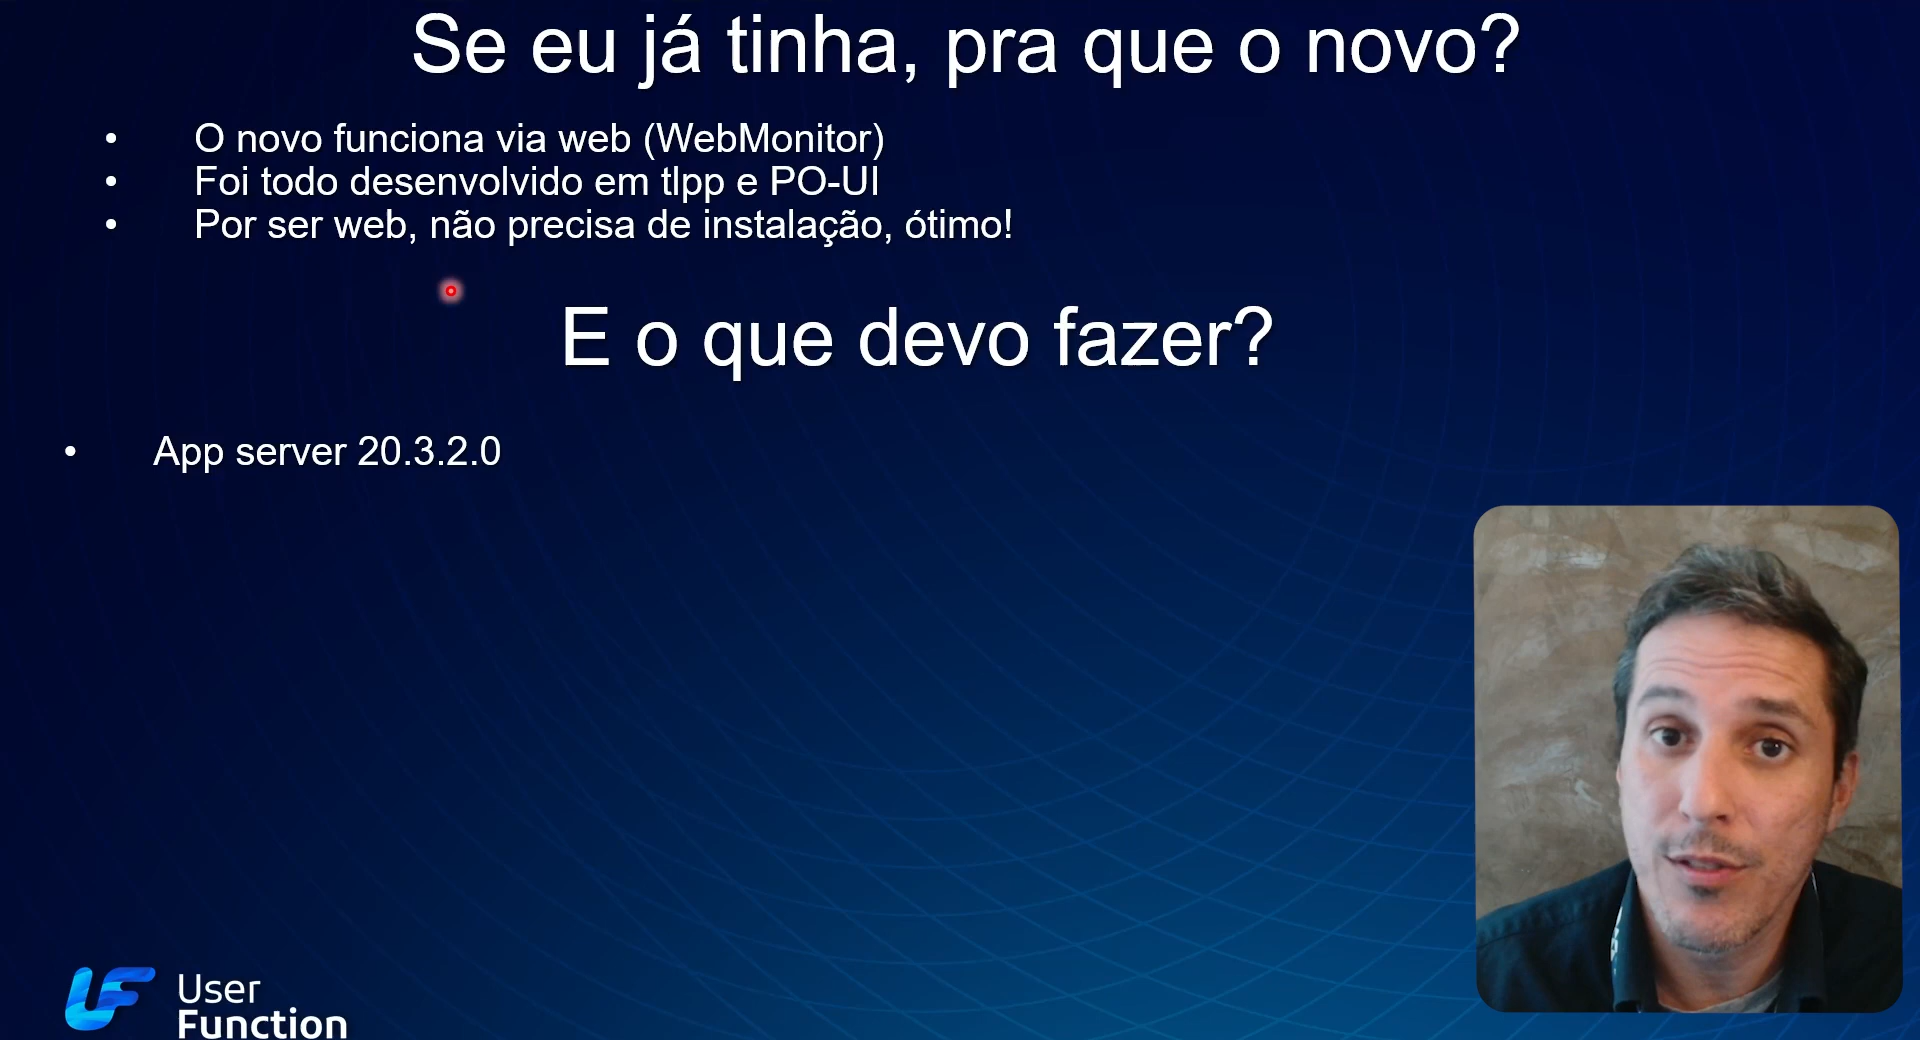 Se eu já tinha, pra que o novo?
• O novo funciona via web (WebMonitor)
• Foi todo desenvolvido em tlpp e PO-UI
• Por ser web, não precisa de instalação, ótimo!
E o que devo fazer?
• App server 20.3.2.0
UF User
Function